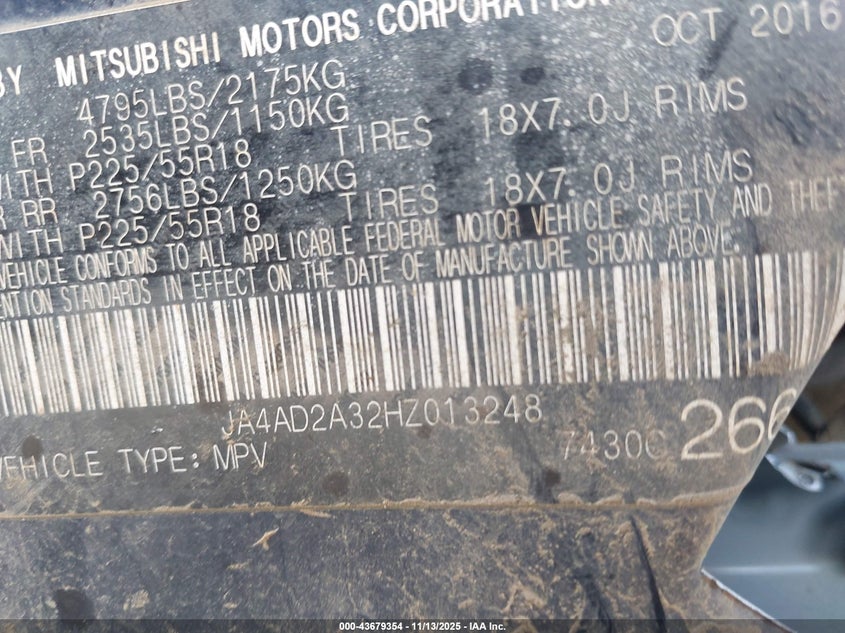 BY MITSUBISHI MOTORS CORPORATION
OCT 2016
4795LBS/2175KG
FR 2535LBS/1150KG
WITH P225/55R18 TIRES 18X7.0J RIMS
RR 2756LBS/1250KG
WITH P225/55R18 TIRES 18X7.0J RIMS
VEHICLE CONFORMS TO ALL APPLICABLE FEDERAL MOTOR VEHICLE SAFETY AND THEFT
ENTION STANDARDS IN EFFECT ON THE DATE OF MANUFACTURE SHOWN ABOVE.
JA4AD2A32HZ013248
VEHICLE TYPE: MPV
7430C 266
000-43679354 • 11/13/2025 • IAA Inc.